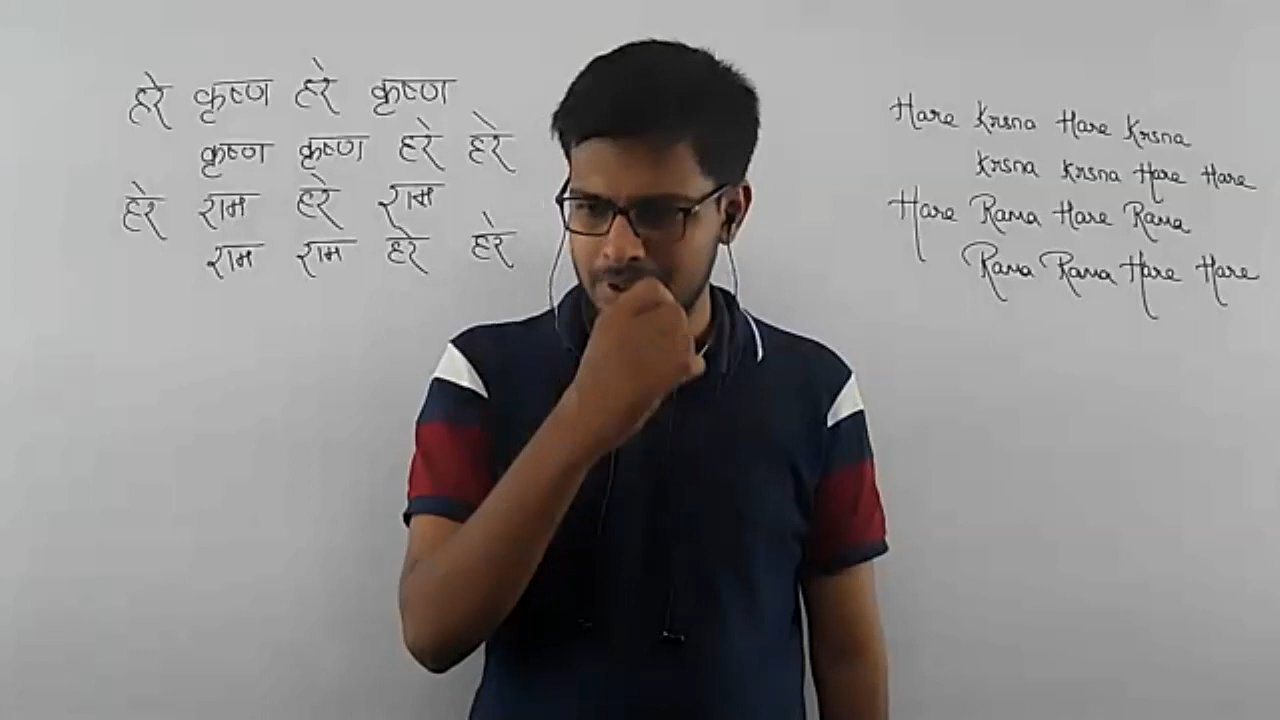 हरे कृष्ण हरे कृष्ण
कृष्ण कृष्ण हरे हरे
हरे राम हरे राम
राम राम हरे हरे
Hare Krsna Hare Krsna
Krsna Krsna Hare Hare
Hare Rama Hare Rama
Rama Rama Hare Hare